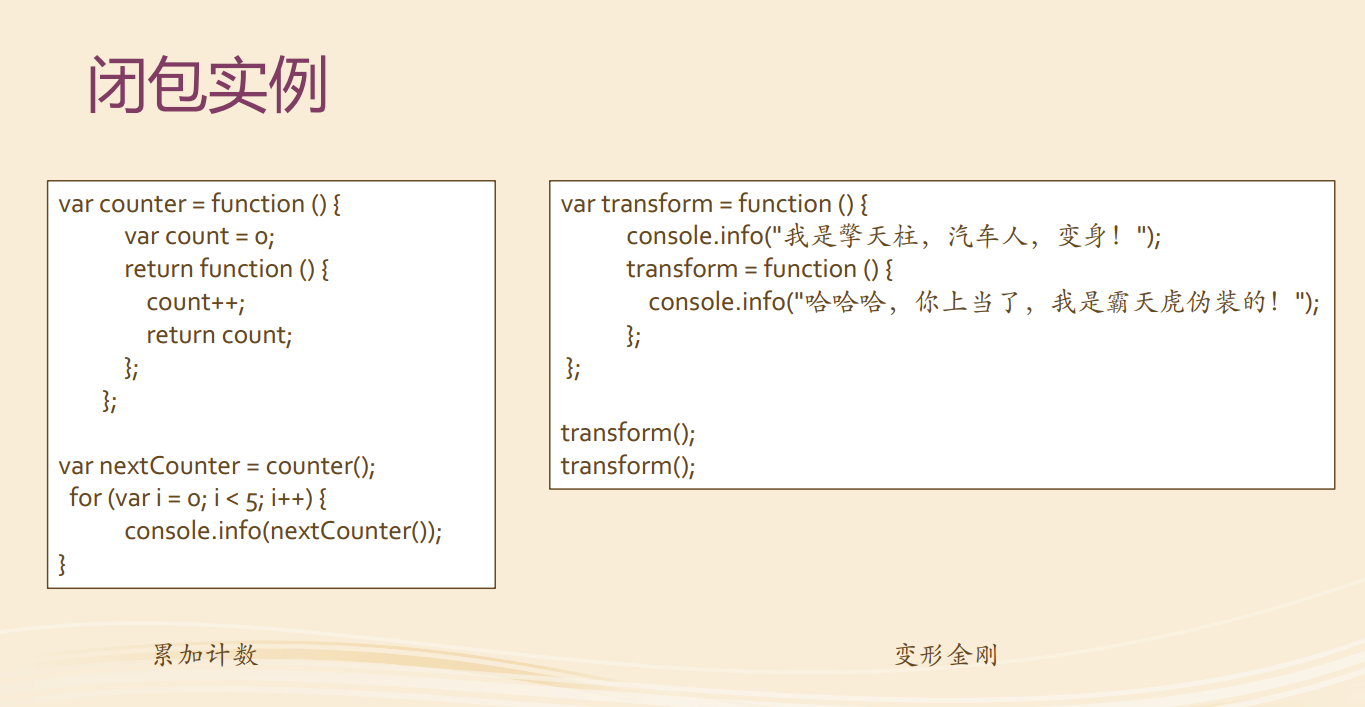 闭包实例
var counter = function () {
var count = 0;
return function () {
count++;
return count;
};
};
var nextCounter = counter();
for (var i = 0; i < 5; i++) {
console.info(nextCounter());
}
累加计数
var transform = function () {
console.info("我是擎天柱，汽车人，变身！");
transform = function () {
console.info("哈哈哈，你上当了，我是霸天虎伪装的！");
};
};
transform();
transform();
变形金刚